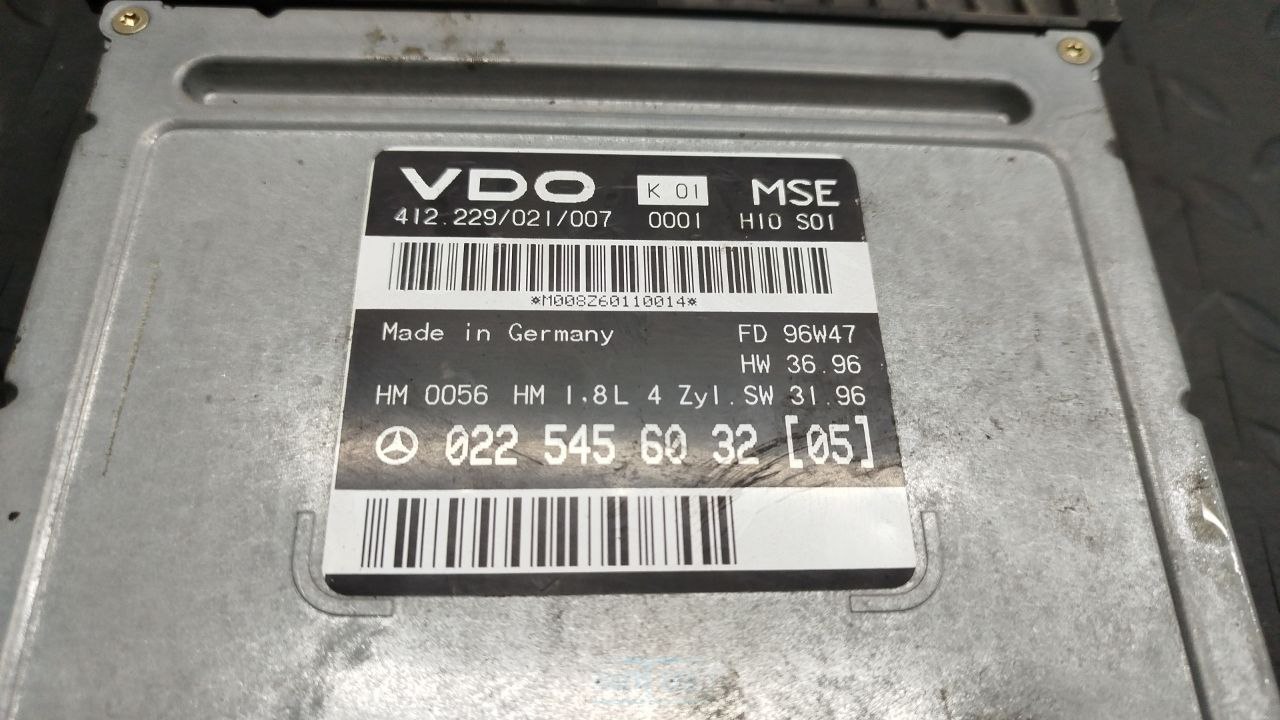 VDO K 01 MSE
412.229/021/007 0001 H10 S01
*M008Z60110014*
Made in Germany FD 96W47
HW 36.96
HM 0056 HM 1.8L 4 Zyl. SW 31.96
022 545 60 32 [05]